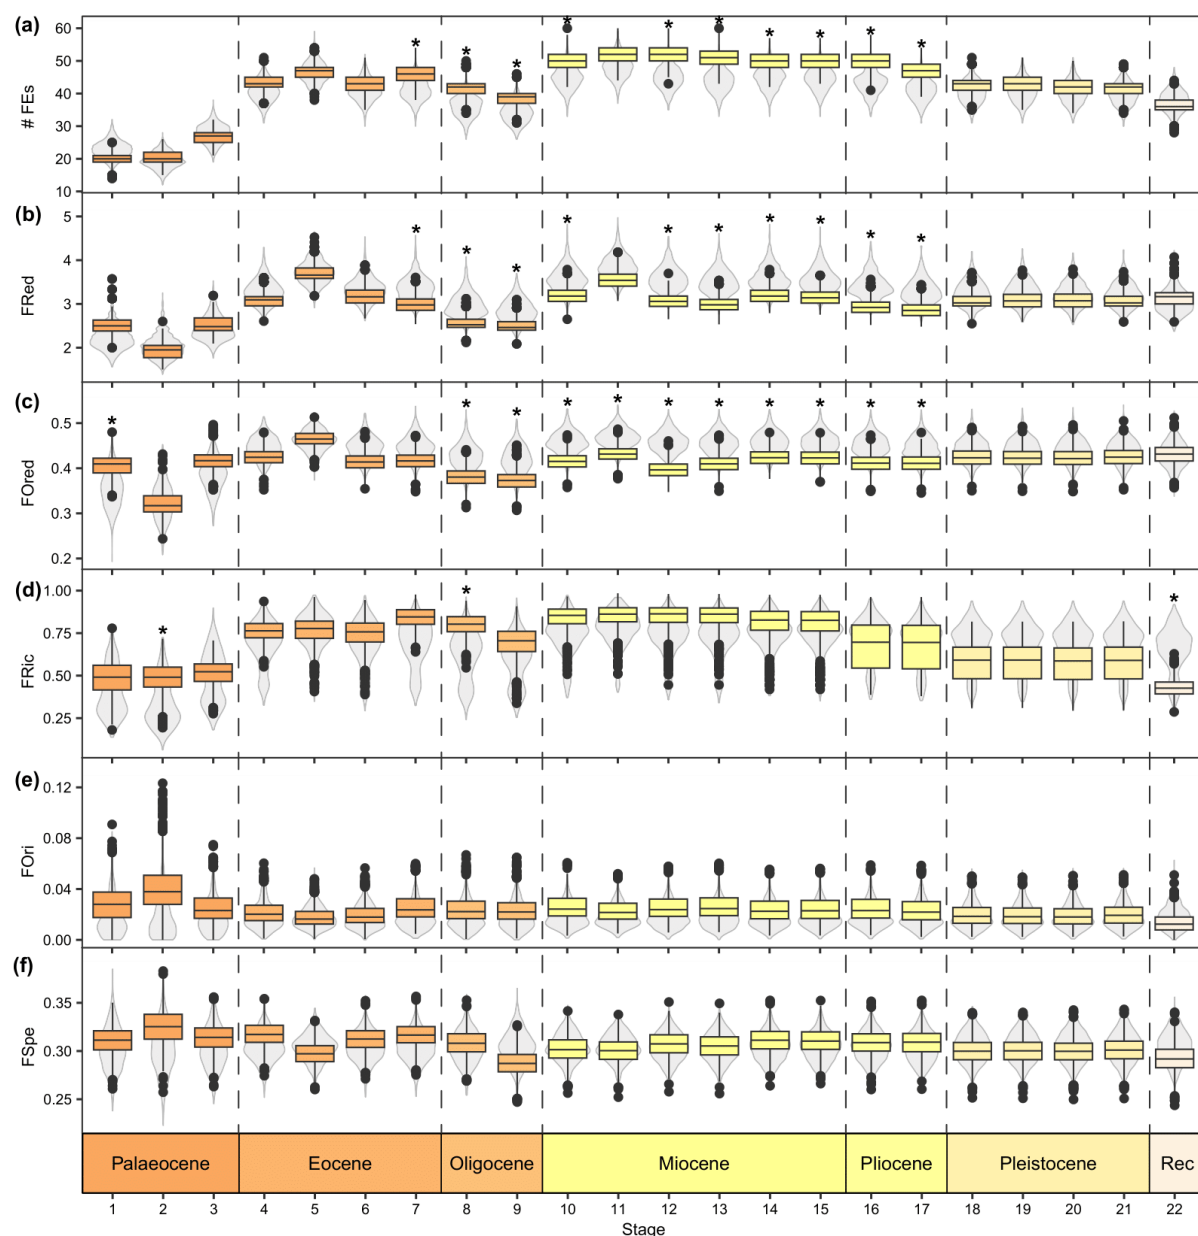 (a)
# FEs
60
50
40
30
20
10
* * * * * * * * * *
(b)
FRed
5
4
3
2
* * * * * * * * * *
(c)
FOred
0.5
0.4
0.3
0.2
* * * * * * * * * * *
(d)
FRic
1.00
0.75
0.50
0.25
* * *
(e)
FOri
0.12
0.08
0.04
0.00
(f)
FSpe
0.35
0.30
0.25
Palaeocene Eocene Oligocene Miocene Pliocene Pleistocene Rec
1 2 3 4 5 6 7 8 9 10 11 12 13 14 15 16 17 18 19 20 21 22
Stage